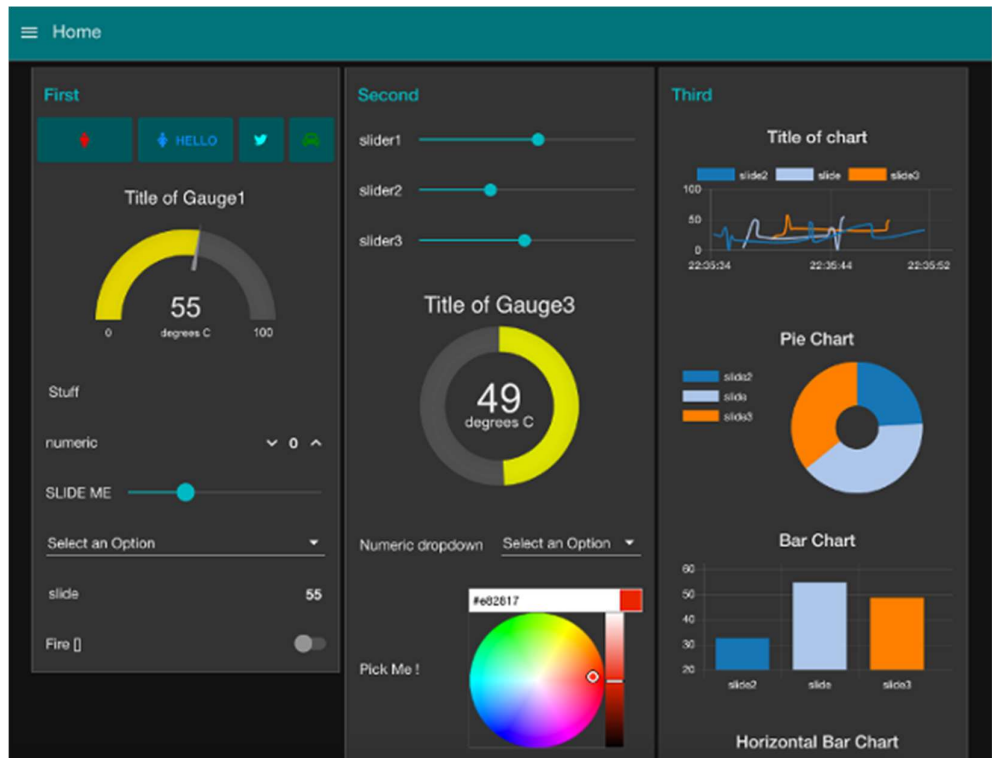 Home
First
HELLO
Title of Gauge1
55
degrees C
0
100
Stuff
numeric
0
SLIDE ME
Select an Option
slide
55
Fire []
Second
slider1
slider2
slider3
Title of Gauge3
49
degrees C
Numeric dropdown
Select an Option
#e82817
Pick Me !
Third
Title of chart
slide2 slide slide3
100
50
0
22:35:34 22:35:44 22:35:52
Pie Chart
slide2
slide
slide3
Bar Chart
60
50
40
30
20
slide2 slide slide3
Horizontal Bar Chart